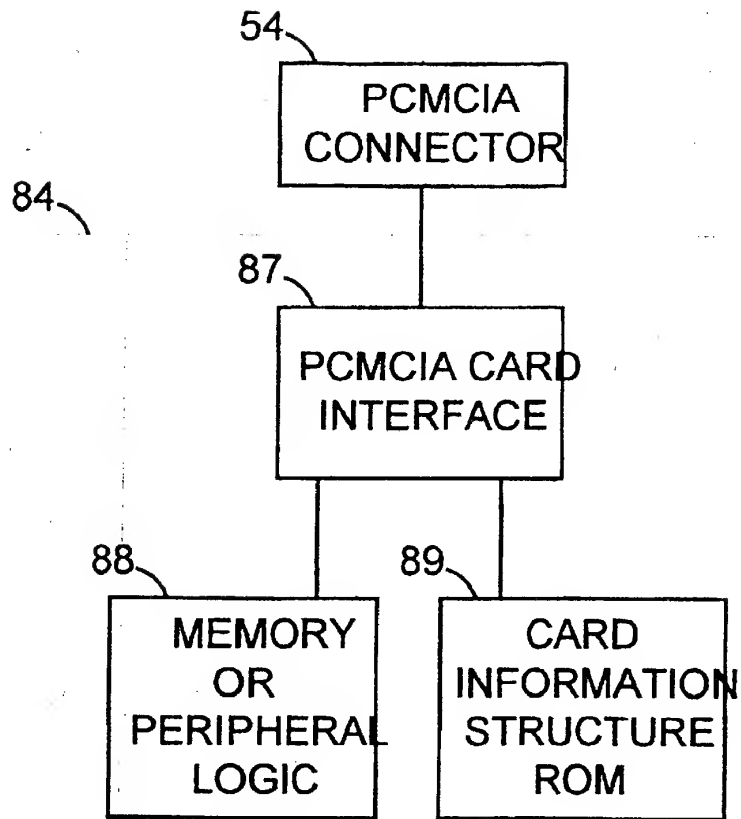 54
PCMCIA
CONNECTOR
84
87
PCMCIA CARD
INTERFACE
88
MEMORY
OR
PERIPHERAL
LOGIC
89
CARD
INFORMATION
STRUCTURE
ROM